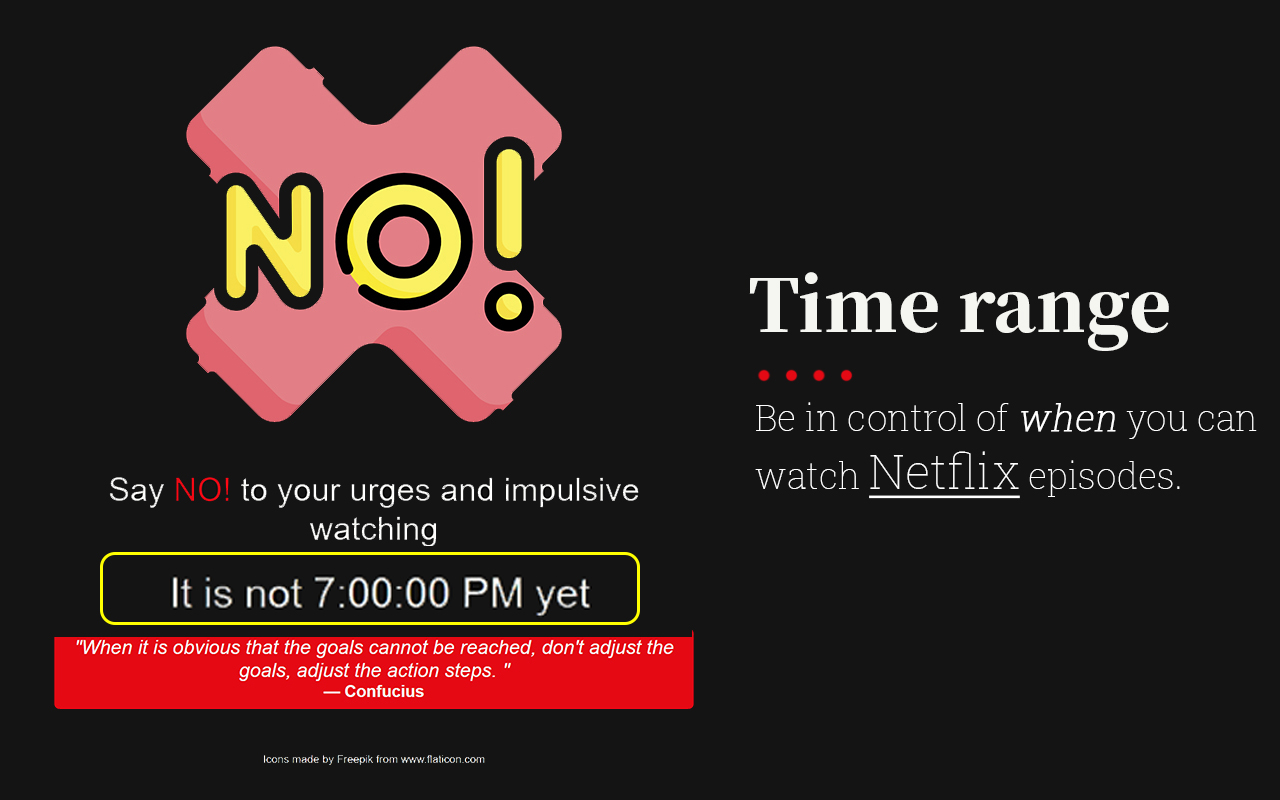 NO!
Say NO! to your urges and impulsive
watching
It is not 7:00:00 PM yet
"When it is obvious that the goals cannot be reached, don't adjust the
goals, adjust the action steps. "
— Confucius
Icons made by Freepik from www.flaticon.com
Time range
Be in control of when you can
watch Netflix episodes.